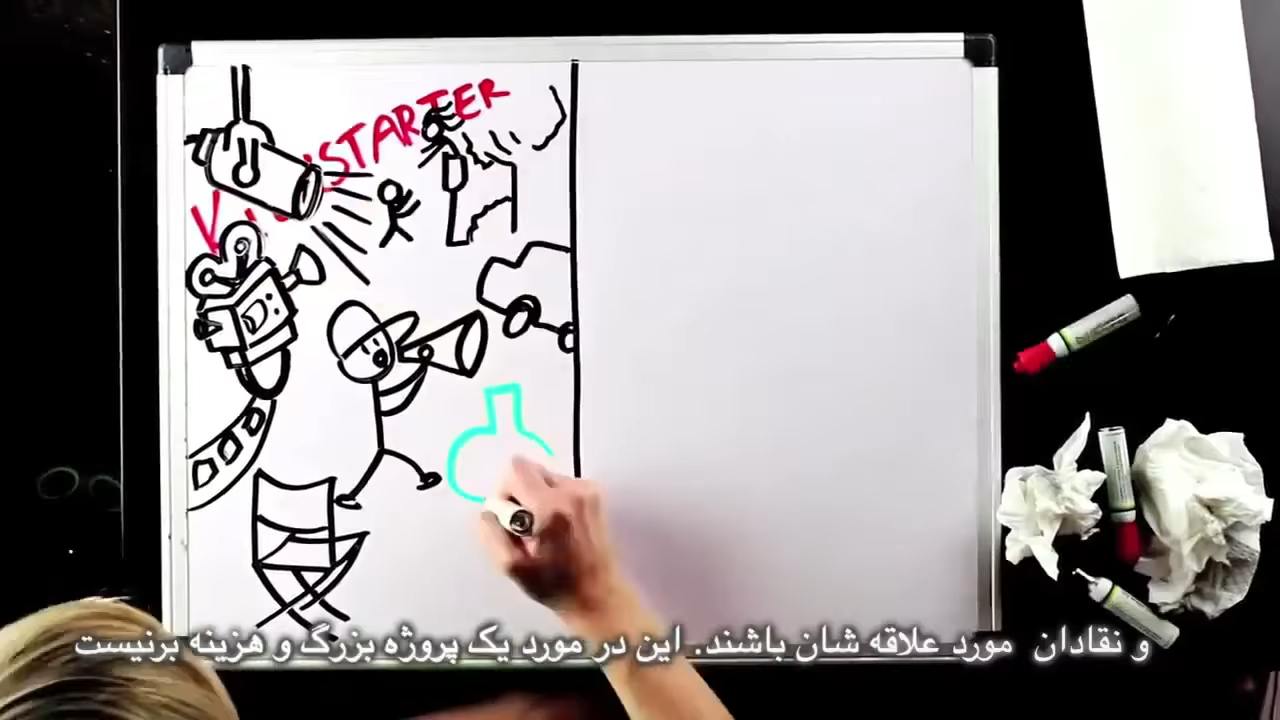 STARTER
و نقادان مورد علاقه شان باشند. این در مورد یک پروژه بزرگ و هزینه برنیست